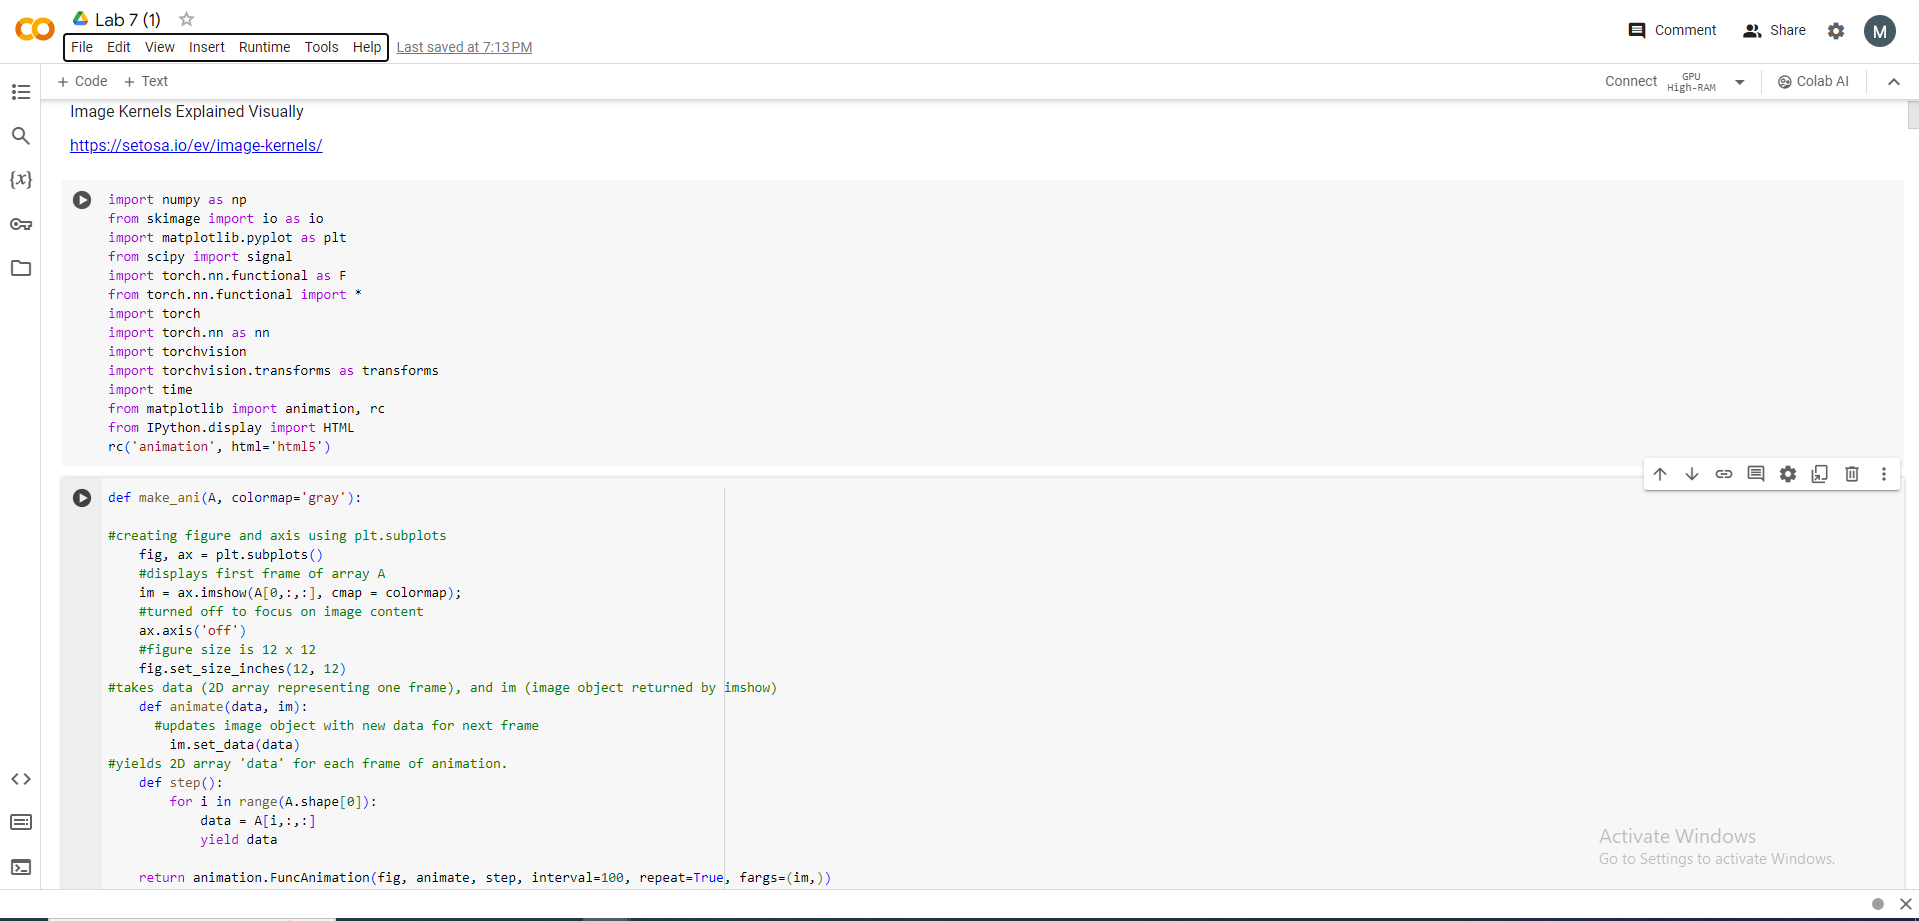 Lab 7 (1)
File Edit View Insert Runtime Tools Help Last saved at 7:13 PM
Comment Share M
+ Code + Text
Connect GPU High-RAM Colab AI
Image Kernels Explained Visually
https://setosa.io/ev/image-kernels/
{x}
import numpy as np
from skimage import io as io
import matplotlib.pyplot as plt
from scipy import signal
import torch.nn.functional as F
from torch.nn.functional import *
import torch
import torch.nn as nn
import torchvision
import torchvision.transforms as transforms
import time
from matplotlib import animation, rc
from IPython.display import HTML
rc('animation', html='html5')
def make_ani(A, colormap='gray'):
#creating figure and axis using plt.subplots
    fig, ax = plt.subplots()
    #displays first frame of array A
    im = ax.imshow(A[0,:,:], cmap = colormap);
    #turned off to focus on image content
    ax.axis('off')
    #figure size is 12 x 12
    fig.set_size_inches(12, 12)
#takes data (2D array representing one frame), and im (image object returned by imshow)
    def animate(data, im):
      #updates image object with new data for next frame
        im.set_data(data)
#yields 2D array 'data' for each frame of animation.
    def step():
        for i in range(A.shape[0]):
            data = A[i,:,:]
            yield data
    return animation.FuncAnimation(fig, animate, step, interval=100, repeat=True, fargs=(im,))
Activate Windows
Go to Settings to activate Windows.